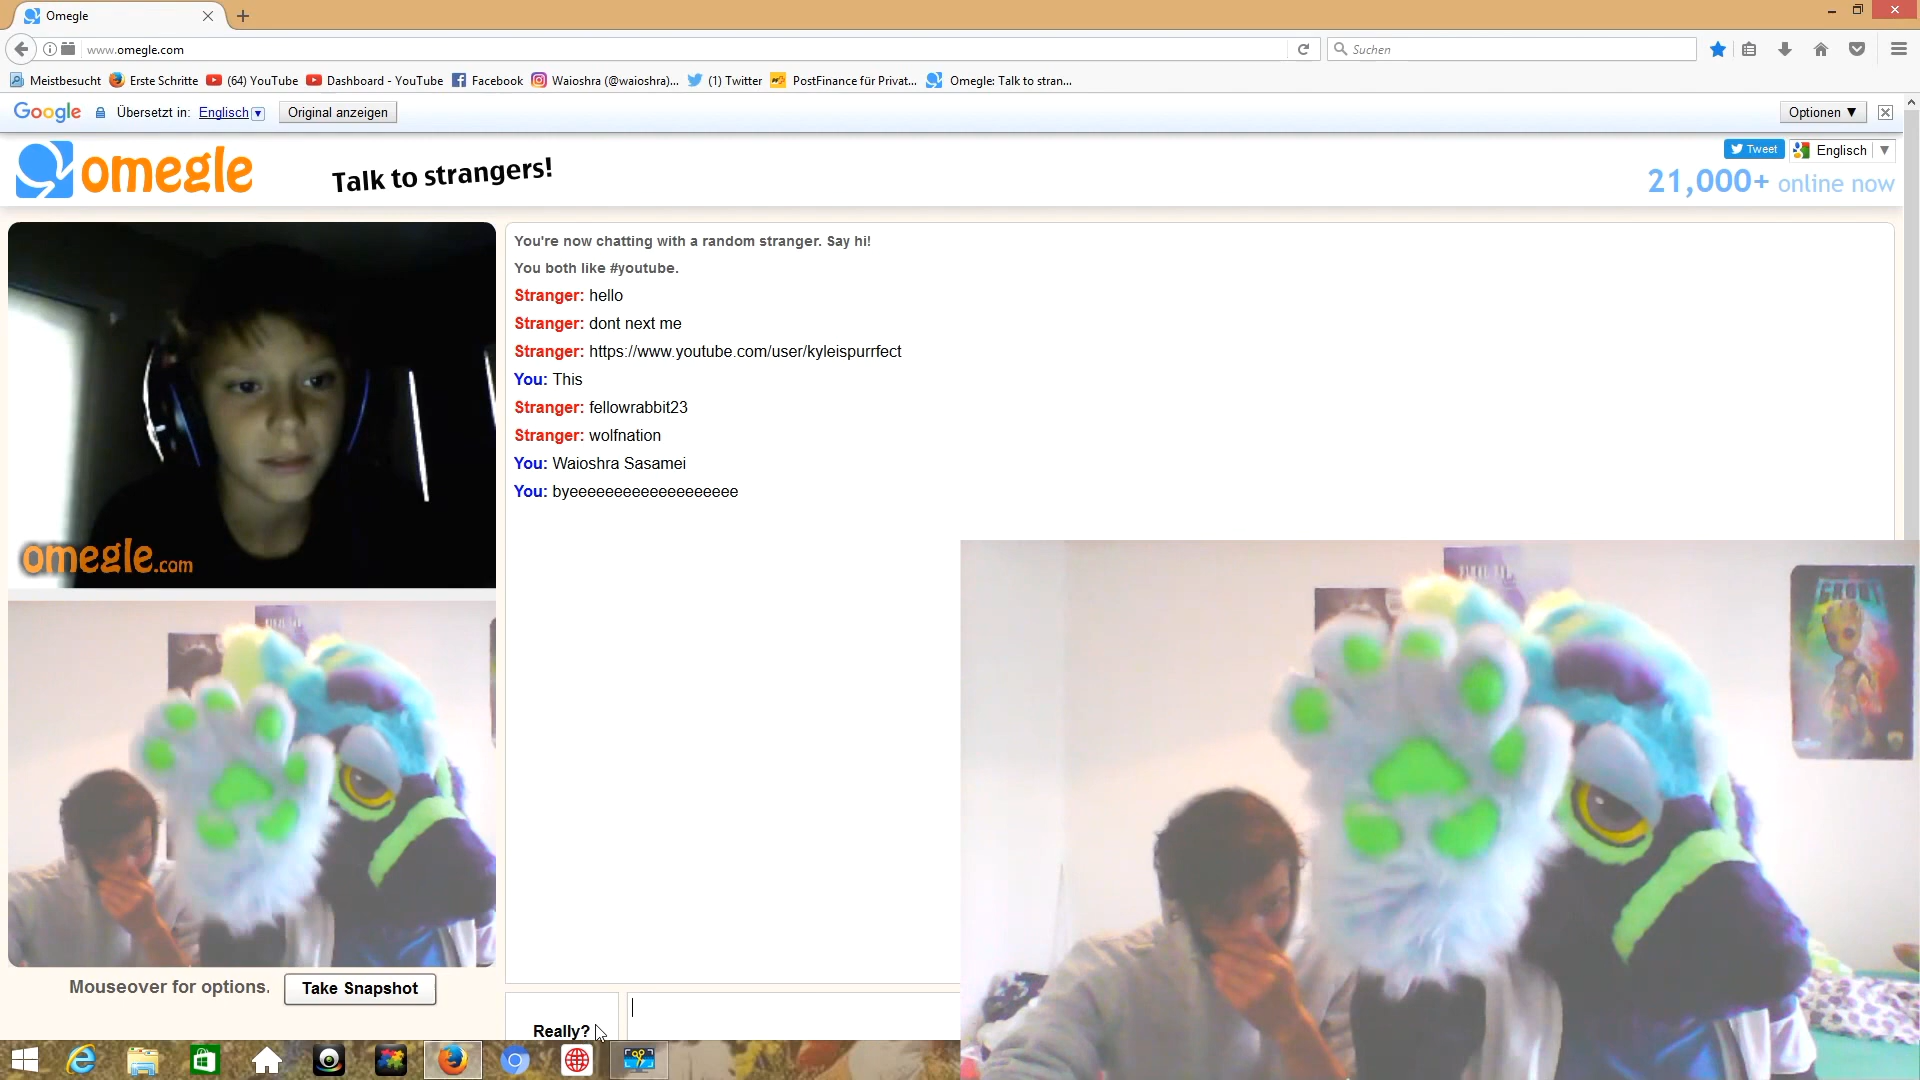 Omegle
www.omegle.com
Suchen
Meistbesucht
Erste Schritte
(64) YouTube
Dashboard - YouTube
Facebook
Waioshra (@waioshra)...
(1) Twitter
PostFinance für Privat...
Omegle: Talk to stran...
Google
Übersetzt in: Englisch
Original anzeigen
Optionen
omegle
Talk to strangers!
Tweet
Englisch
21,000+ online now
You're now chatting with a random stranger. Say hi!
You both like #youtube.
Stranger: hello
Stranger: dont next me
Stranger: https://www.youtube.com/user/kyleispurrfect
You: This
Stranger: fellowrabbit23
Stranger: wolfnation
You: Waioshra Sasamei
You: byeeeeeeeeeeeeeeeeeee
omegle.com
GROOT
Mouseover for options.
Take Snapshot
Really?